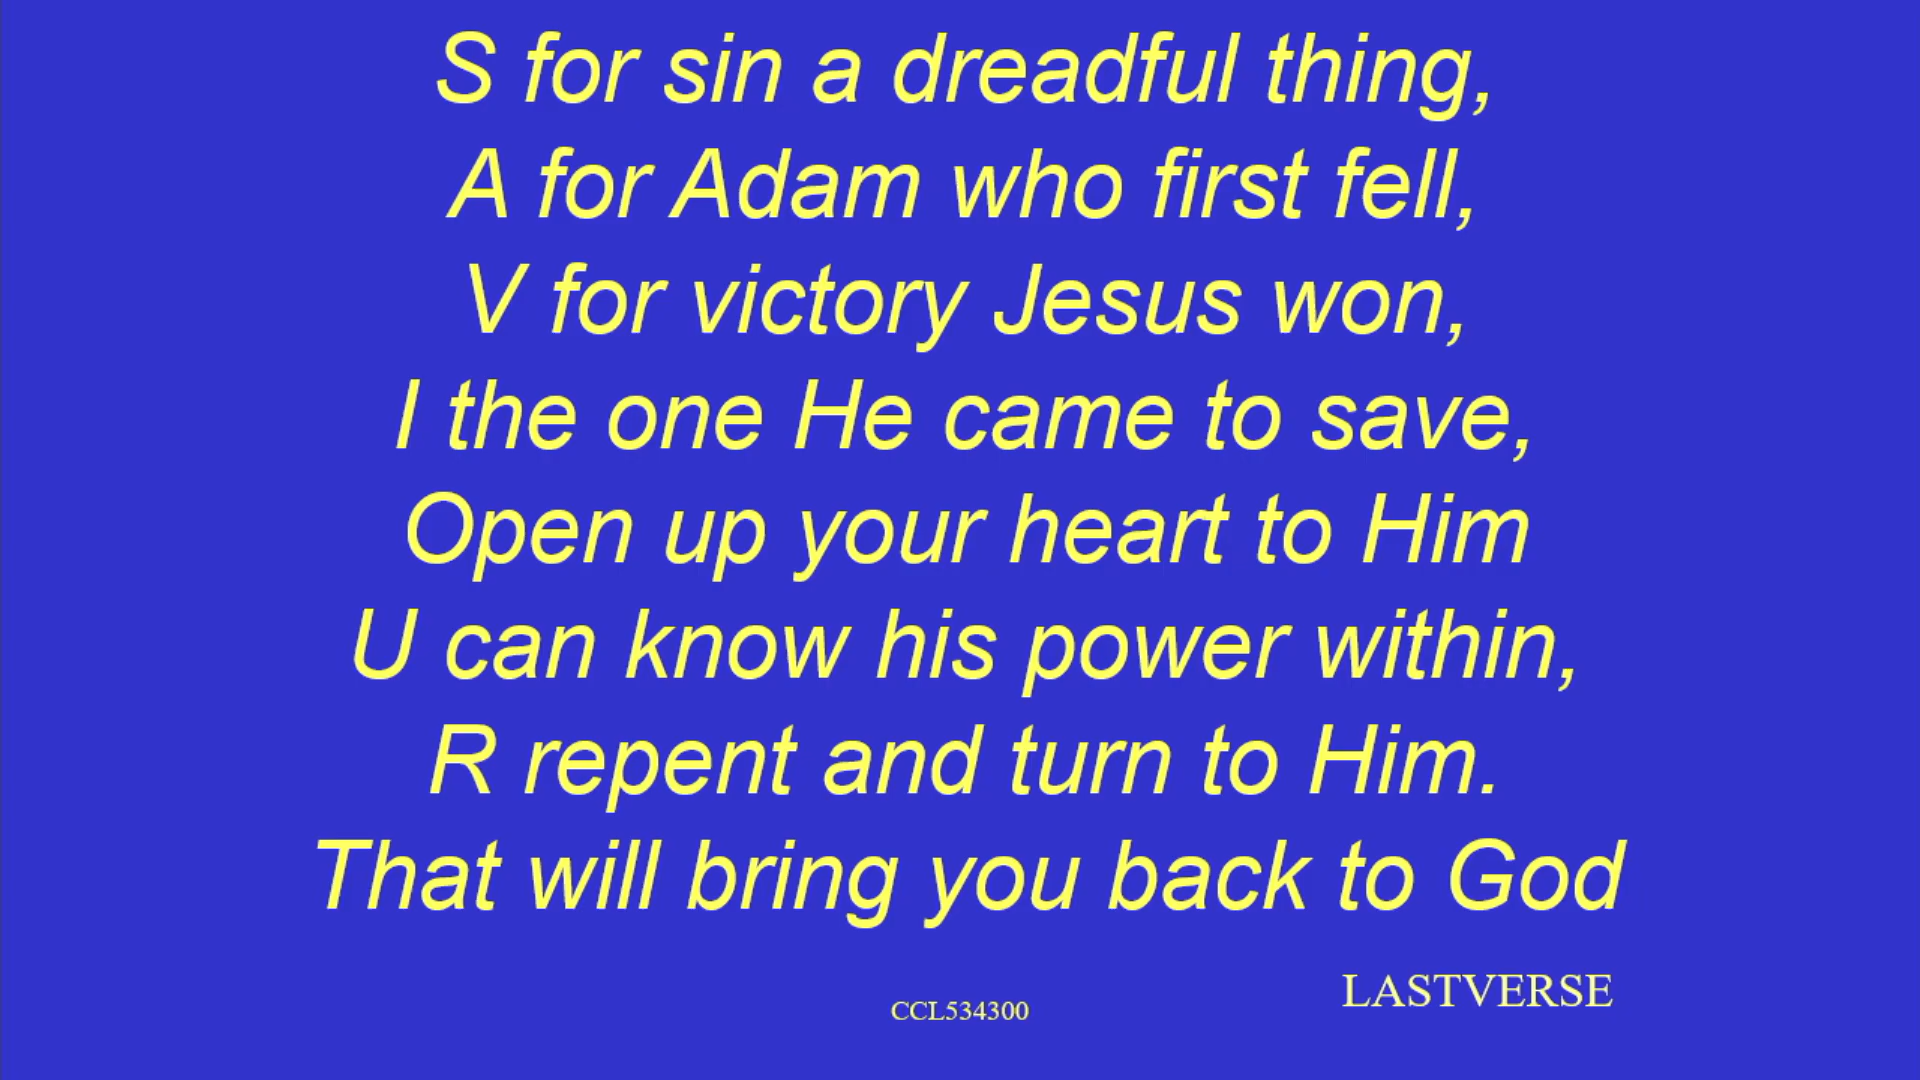 S for sin a dreadful thing,
A for Adam who first fell,
V for victory Jesus won,
I the one He came to save,
Open up your heart to Him
U can know his power within,
R repent and turn to Him.
That will bring you back to God
LASTVERSE
CCL534300